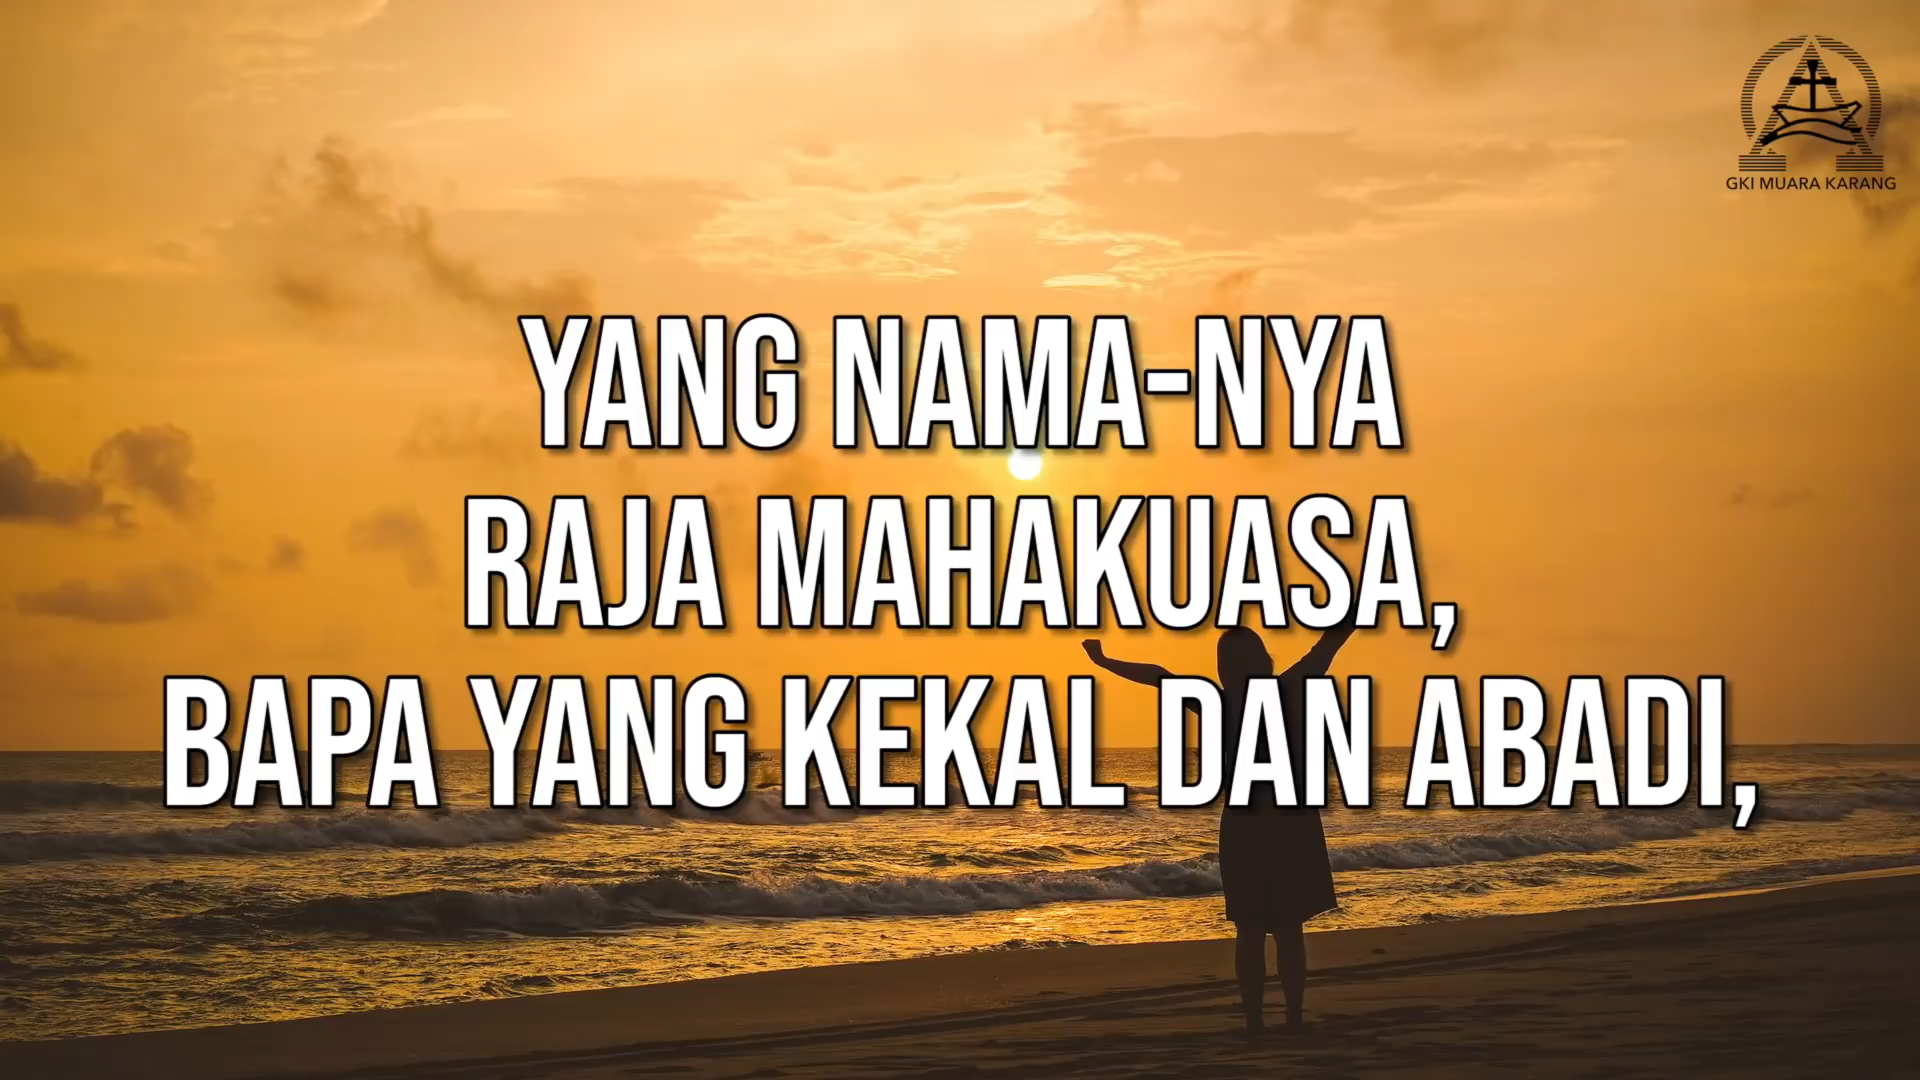 GKI MUARA KARANG
YANG NAMA-NYA
RAJA MAHAKUASA,
BAPA YANG KEKAL DAN ABADI,